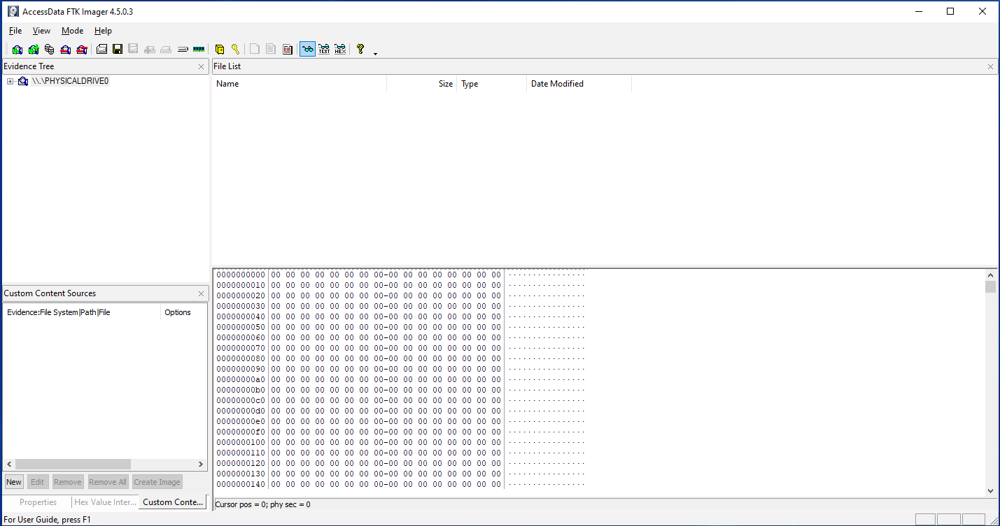 AccessData FTK Imager 4.5.0.3
File View Mode Help
TEXT HEX ?
Evidence Tree
\\.\PHYSICALDRIVE0
File List
Name Size Type Date Modified
Custom Content Sources
Evidence:File System|Path|File Options
New Edit Remove Remove All Create Image
Properties Hex Value Inter... Custom Conte...
0000000000 00 00 00 00 00 00 00 00-00 00 00 00 00 00 00 00 ················
0000000010 00 00 00 00 00 00 00 00-00 00 00 00 00 00 00 00 ················
0000000020 00 00 00 00 00 00 00 00-00 00 00 00 00 00 00 00 ················
0000000030 00 00 00 00 00 00 00 00-00 00 00 00 00 00 00 00 ················
0000000040 00 00 00 00 00 00 00 00-00 00 00 00 00 00 00 00 ················
0000000050 00 00 00 00 00 00 00 00-00 00 00 00 00 00 00 00 ················
0000000060 00 00 00 00 00 00 00 00-00 00 00 00 00 00 00 00 ················
0000000070 00 00 00 00 00 00 00 00-00 00 00 00 00 00 00 00 ················
0000000080 00 00 00 00 00 00 00 00-00 00 00 00 00 00 00 00 ················
0000000090 00 00 00 00 00 00 00 00-00 00 00 00 00 00 00 00 ················
00000000a0 00 00 00 00 00 00 00 00-00 00 00 00 00 00 00 00 ················
00000000b0 00 00 00 00 00 00 00 00-00 00 00 00 00 00 00 00 ················
00000000c0 00 00 00 00 00 00 00 00-00 00 00 00 00 00 00 00 ················
00000000d0 00 00 00 00 00 00 00 00-00 00 00 00 00 00 00 00 ················
00000000e0 00 00 00 00 00 00 00 00-00 00 00 00 00 00 00 00 ················
00000000f0 00 00 00 00 00 00 00 00-00 00 00 00 00 00 00 00 ················
0000000100 00 00 00 00 00 00 00 00-00 00 00 00 00 00 00 00 ················
0000000110 00 00 00 00 00 00 00 00-00 00 00 00 00 00 00 00 ················
0000000120 00 00 00 00 00 00 00 00-00 00 00 00 00 00 00 00 ················
0000000130 00 00 00 00 00 00 00 00-00 00 00 00 00 00 00 00 ················
0000000140 00 00 00 00 00 00 00 00-00 00 00 00 00 00 00 00 ················
Cursor pos = 0; phy sec = 0
For User Guide, press F1